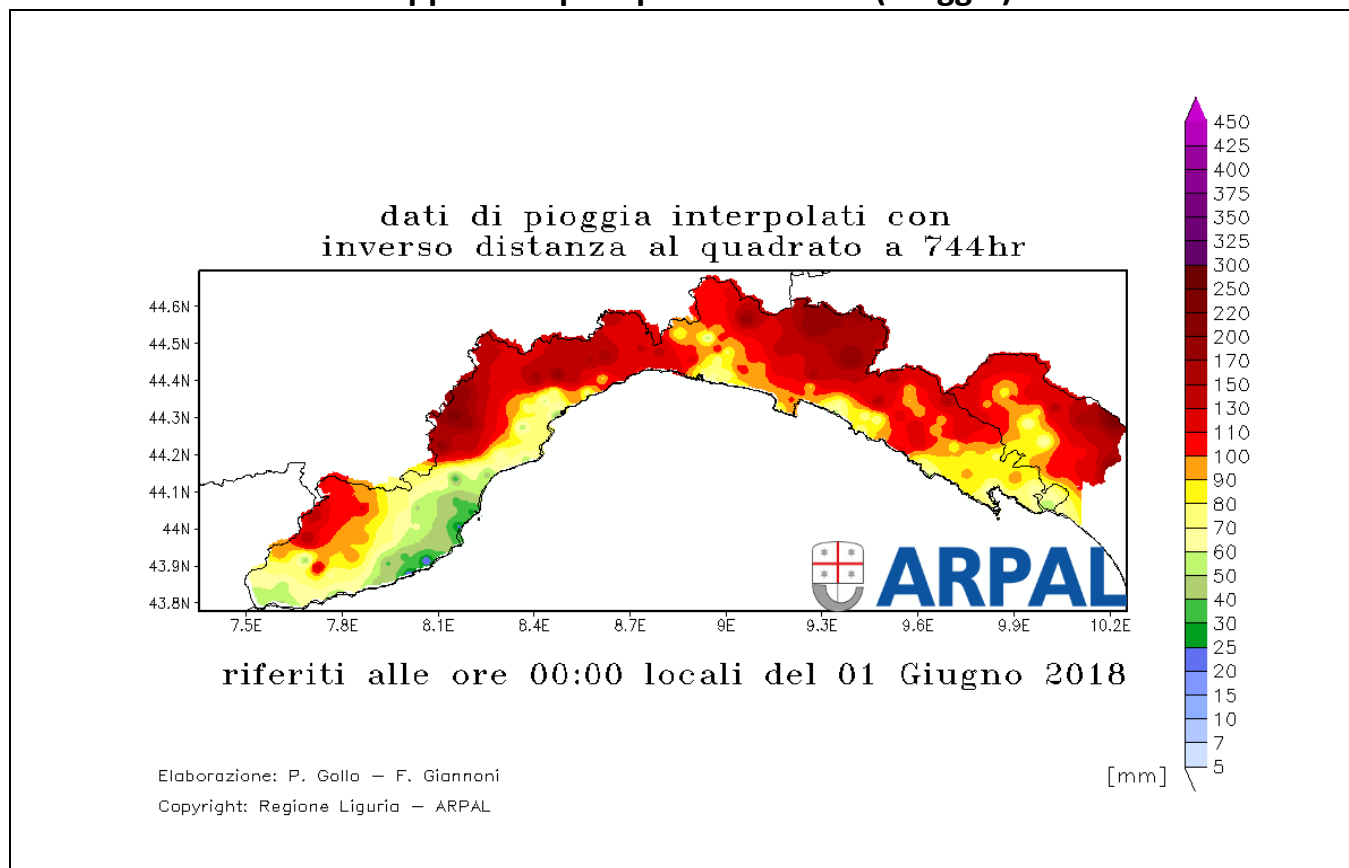 dati di pioggia interpolati con
inverso distanza al quadrato a 744hr
44.6N
44.5N
44.4N
44.3N
44.2N
44.1N
44N
43.9N
43.8N
7.5E 7.8E 8.1E 8.4E 8.7E 9E 9.3E 9.6E 9.9E 10.2E
ARPAL
riferiti alle ore 00:00 locali del 01 Giugno 2018
450
425
400
375
350
325
300
250
220
200
170
150
130
110
100
90
80
70
60
50
40
30
25
20
15
10
7
5
[mm]
Elaborazione: P. Gollo – F. Giannoni
Copyright: Regione Liguria – ARPAL